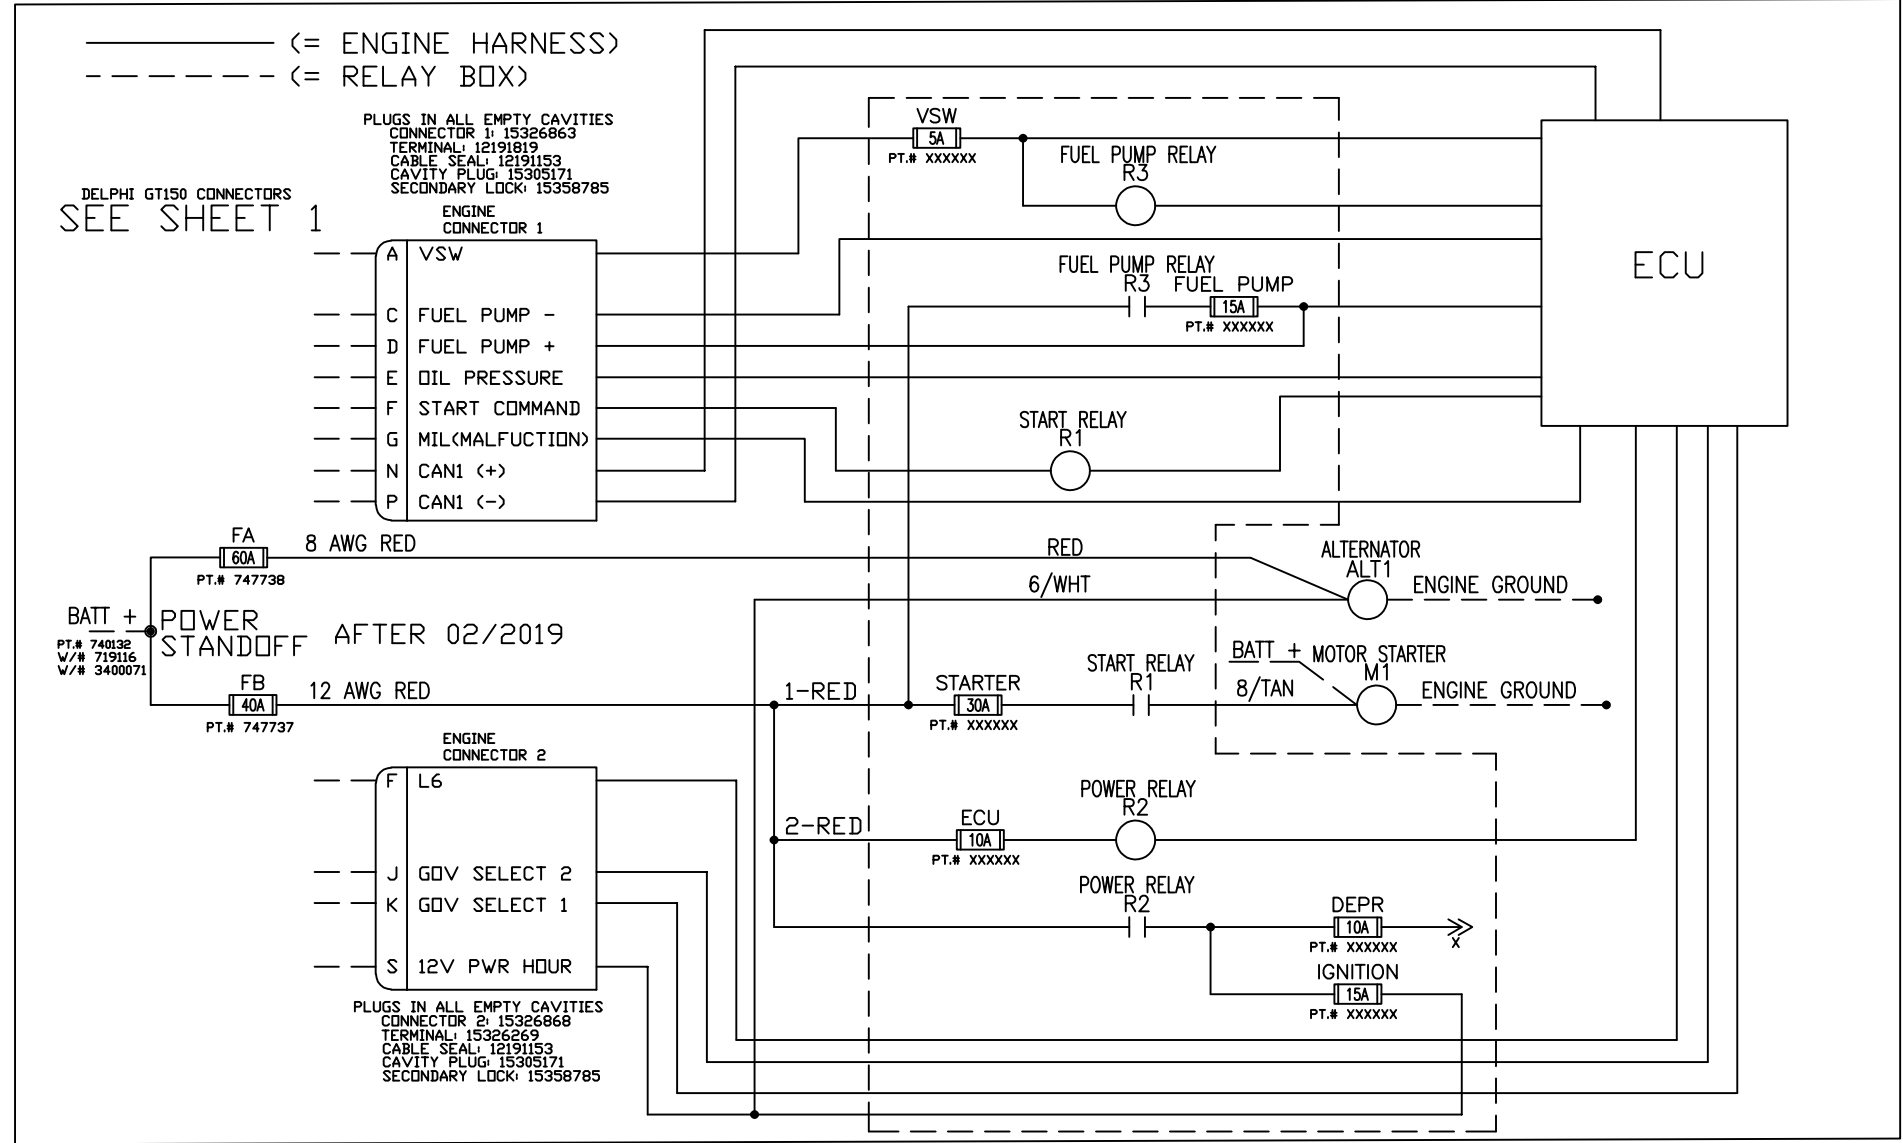 (= ENGINE HARNESS)
(= RELAY BOX)
PLUGS IN ALL EMPTY CAVITIES
CONNECTOR 1: 15326863
TERMINAL: 12191819
CABLE SEAL: 12191153
CAVITY PLUG: 15305171
SECONDARY LOCK: 15358785
DELPHI GT150 CONNECTORS
SEE SHEET 1
ENGINE
CONNECTOR 1
A VSW
C FUEL PUMP -
D FUEL PUMP +
E OIL PRESSURE
F START COMMAND
G MIL(MALFUCTION)
N CAN1 (+)
P CAN1 (-)
VSW
5A
PT.# XXXXXX
FUEL PUMP RELAY
R3
FUEL PUMP RELAY
R3
FUEL PUMP
15A
PT.# XXXXXX
ECU
START RELAY
R1
FA
60A
PT.# 747738
8 AWG RED
RED
6/WHT
ALTERNATOR
ALT1
ENGINE GROUND
BATT +
POWER
STANDOFF
AFTER 02/2019
PT.# 740132
W/# 719116
W/# 3400071
FB
40A
PT.# 747737
12 AWG RED
1-RED
STARTER
30A
PT.# XXXXXX
START RELAY
R1
BATT +
8/TAN
MOTOR STARTER
M1
ENGINE GROUND
ENGINE
CONNECTOR 2
F L6
J GOV SELECT 2
K GOV SELECT 1
S 12V PWR HOUR
2-RED
ECU
10A
PT.# XXXXXX
POWER RELAY
R2
POWER RELAY
R2
DEPR
10A
PT.# XXXXXX
X
IGNITION
15A
PT.# XXXXXX
PLUGS IN ALL EMPTY CAVITIES
CONNECTOR 2: 15326868
TERMINAL: 15326269
CABLE SEAL: 12191153
CAVITY PLUG: 15305171
SECONDARY LOCK: 15358785